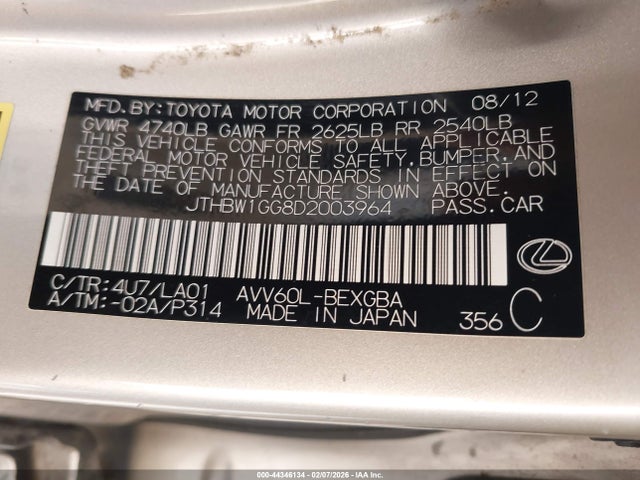 MFD.BY:TOYOTA MOTOR CORPORATION 08/12
GVWR 4740LB GAWR FR 2625LB RR 2540LB
THIS VEHICLE CONFORMS TO ALL APPLICABLE
FEDERAL MOTOR VEHICLE SAFETY,BUMPER,AND
THEFT PREVENTION STANDARDS IN EFFECT ON
THE DATE OF MANUFACTURE SHOWN ABOVE.
JTHBW1GG8D2003964 PASS.CAR
C/TR:4U7/LA01 AVV60L-BEXGBA
A/TM:-02A/P314 MADE IN JAPAN 356 C
000-44346134 - 02/07/2026 - IAA Inc.